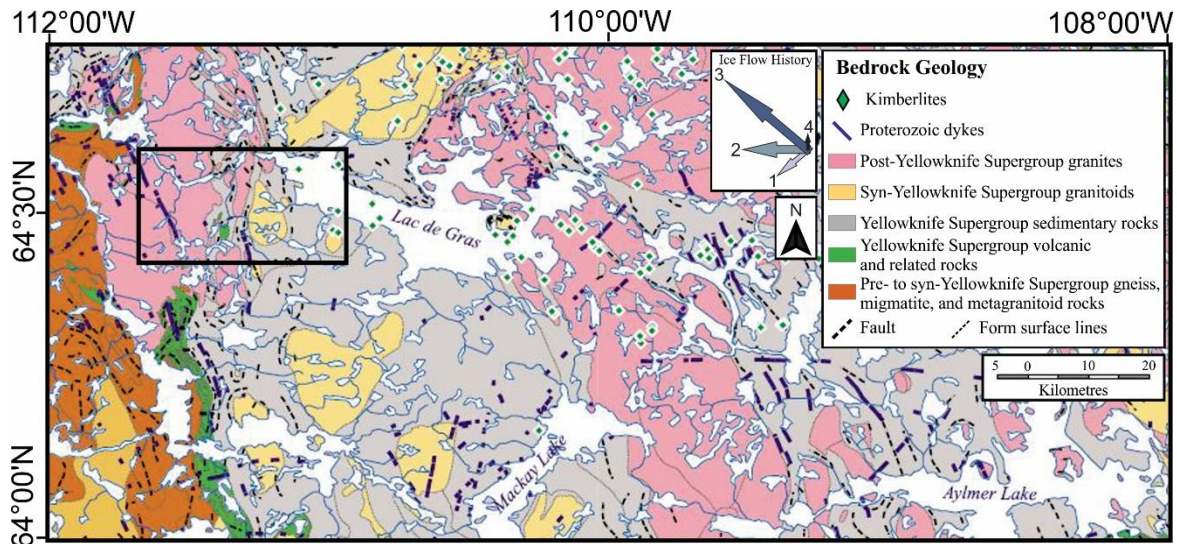 112°00'W
110°00'W
108°00'W
64°30'N
64°00'N
Ice Flow History
3
4
2
1
N
Lac de Gras
Mackay Lake
Aylmer Lake
Bedrock Geology
Kimberlites
Proterozoic dykes
Post-Yellowknife Supergroup granites
Syn-Yellowknife Supergroup granitoids
Yellowknife Supergroup sedimentary rocks
Yellowknife Supergroup volcanic
and related rocks
Pre- to syn-Yellowknife Supergroup gneiss,
migmatite, and metagranitoid rocks
Fault
Form surface lines
5 0 10 20
Kilometres